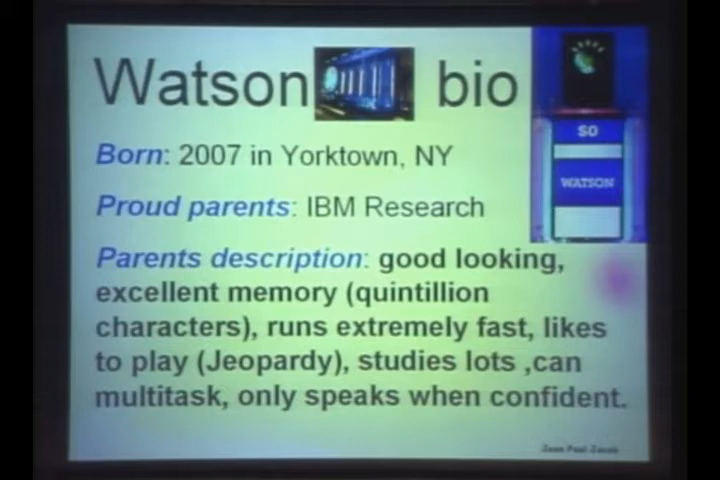 Watson bio
Born: 2007 in Yorktown, NY
Proud parents: IBM Research
Parents description: good looking,
excellent memory (quintillion
characters), runs extremely fast, likes
to play (Jeopardy), studies lots ,can
multitask, only speaks when confident.
$0
WATSON